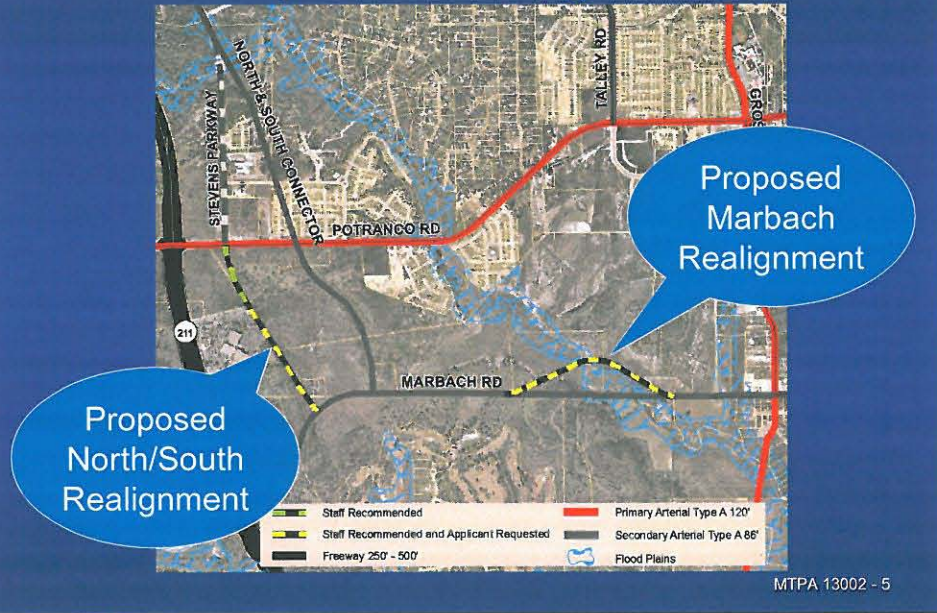 NORTH & SOUTH CONNECTOR
STEVENS PARKWAY
TALLEY RD
POTRANCO RD
211
MARBACH RD
Proposed
Marbach
Realignment
Proposed
North/South
Realignment
Staff Recommended
Staff Recommended and Applicant Requested
Freeway 250' - 500'
Primary Arterial Type A 120'
Secondary Arterial Type A 86'
Flood Plains
MTPA 13002 - 5